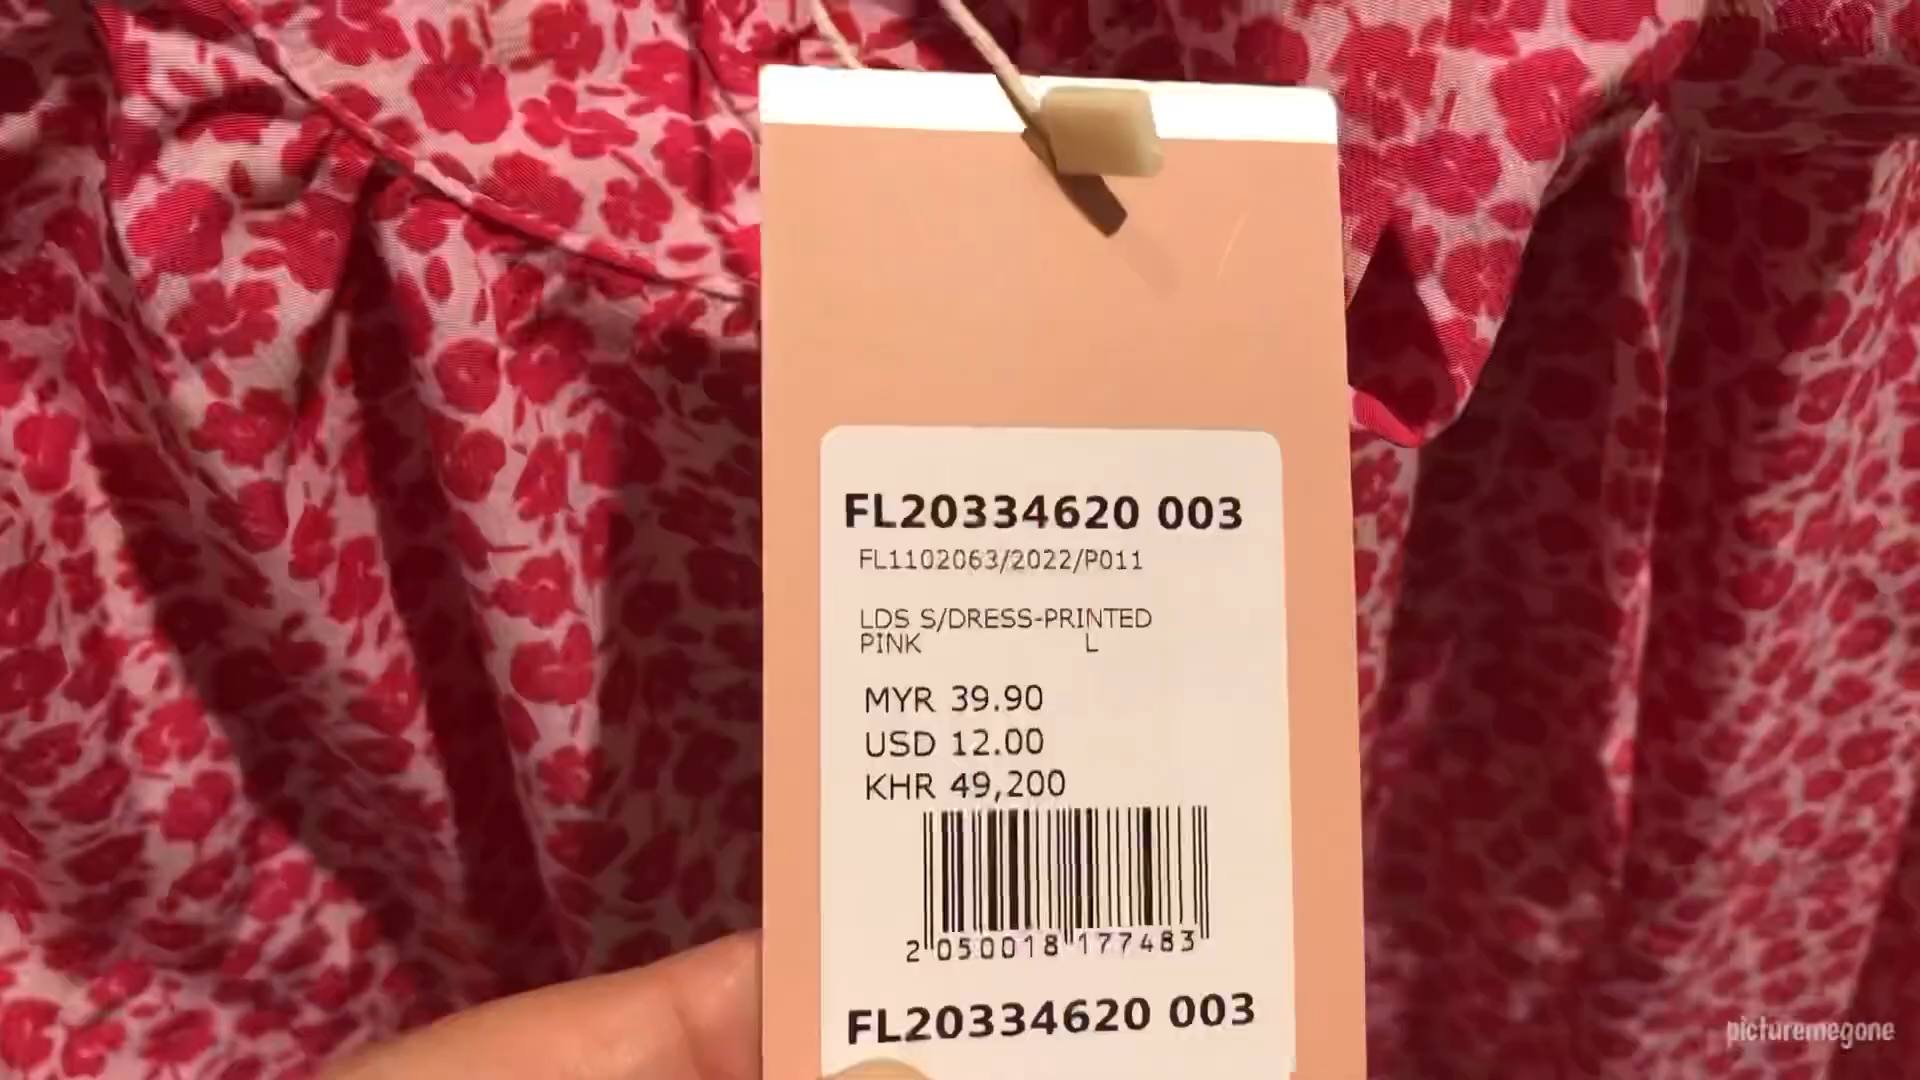 FL20334620 003
FL1102063/2022/P011
LDS S/DRESS-PRINTED
PINK L
MYR 39.90
USD 12.00
KHR 49,200
2 050018 177483
FL20334620 003
picturemegone